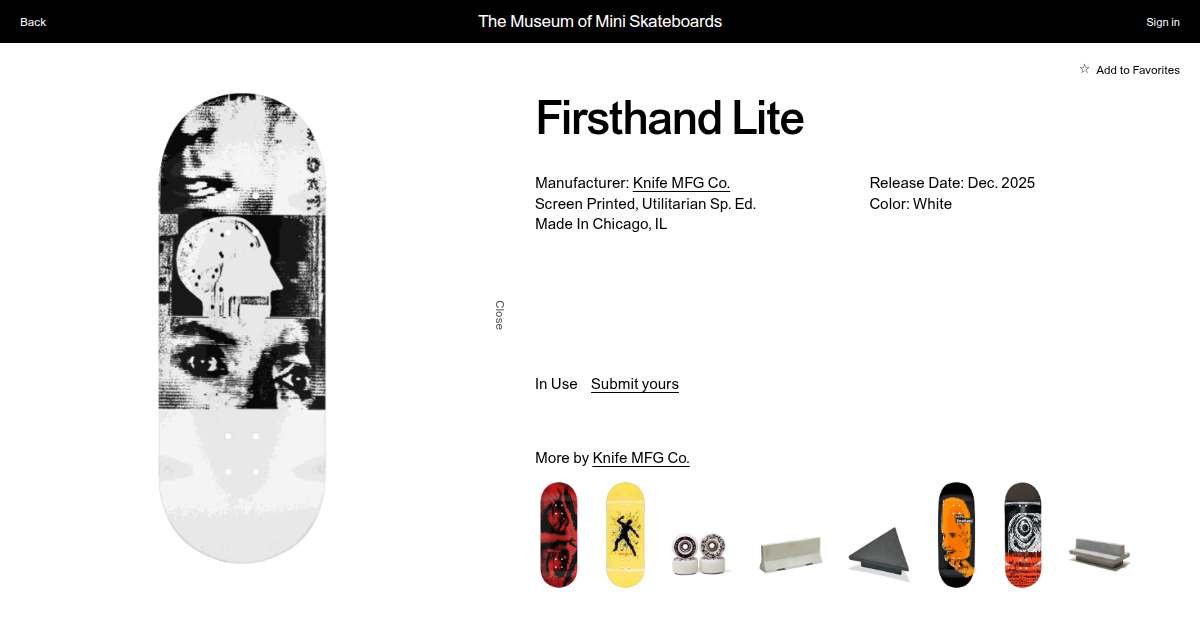 Back
The Museum of Mini Skateboards
Sign in
☆ Add to Favorites
Firsthand Lite
Manufacturer: Knife MFG Co.
Screen Printed, Utilitarian Sp. Ed.
Made In Chicago, IL
Release Date: Dec. 2025
Color: White
Close
In Use Submit yours
More by Knife MFG Co.